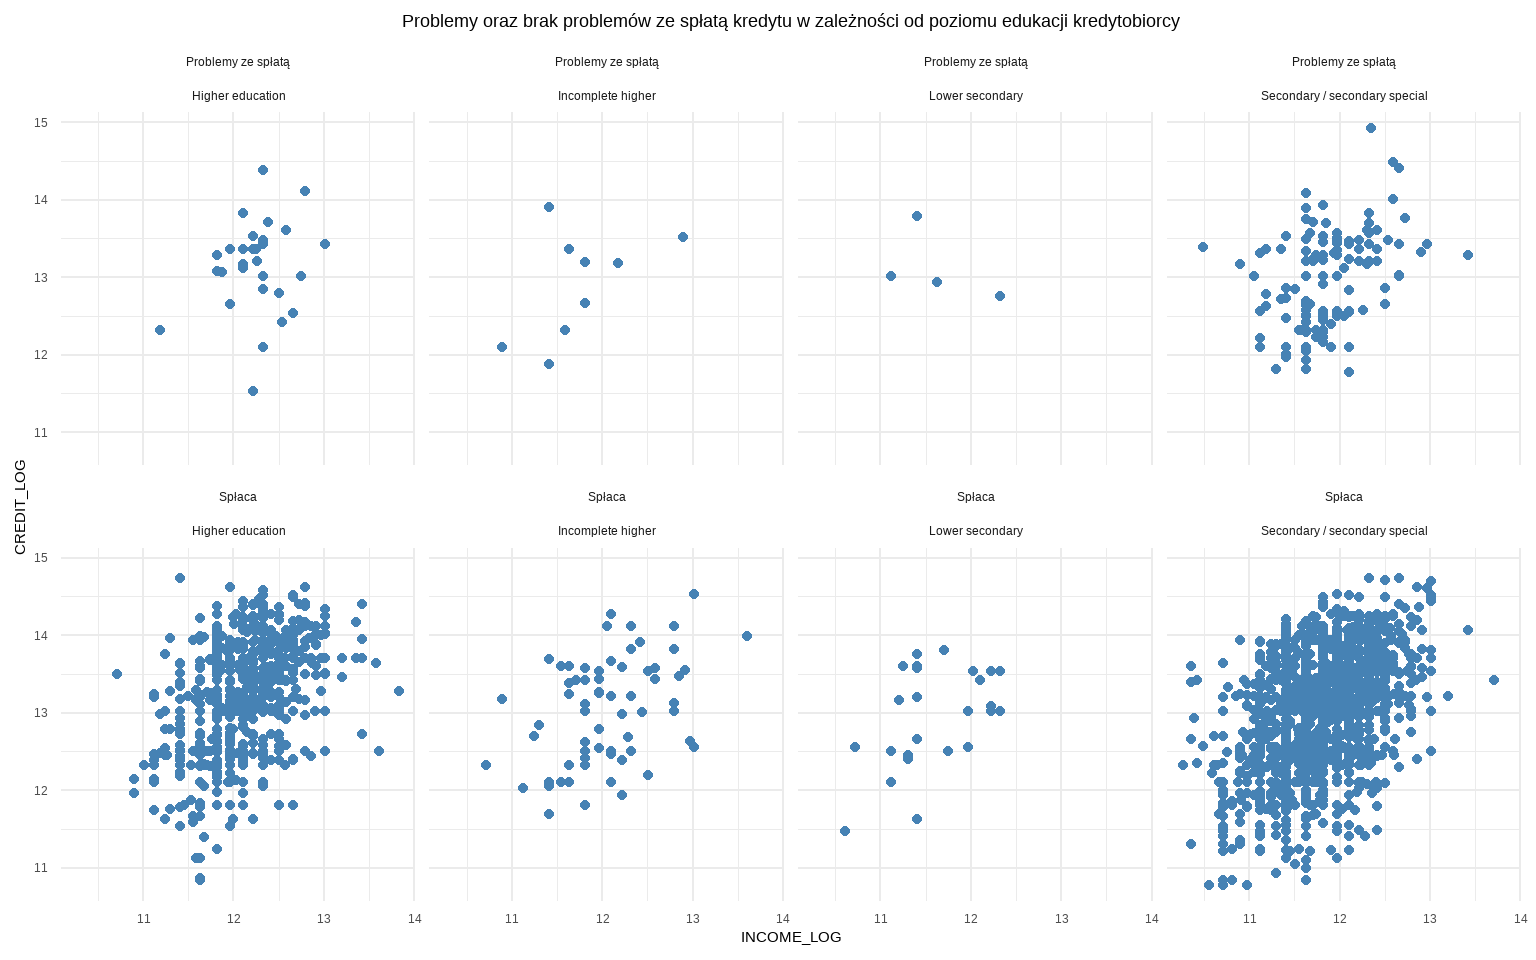 Problemy oraz brak problemów ze spłatą kredytu w zależności od poziomu edukacji kredytobiorcy
Problemy ze spłatą
Problemy ze spłatą
Problemy ze spłatą
Problemy ze spłatą
Higher education
Incomplete higher
Lower secondary
Secondary / secondary special
15
14
13
12
11
CREDIT_LOG
Spłaca
Spłaca
Spłaca
Spłaca
Higher education
Incomplete higher
Lower secondary
Secondary / secondary special
15
14
13
12
11
11 12 13 14
11 12 13 14
11 12 13 14
11 12 13 14
INCOME_LOG